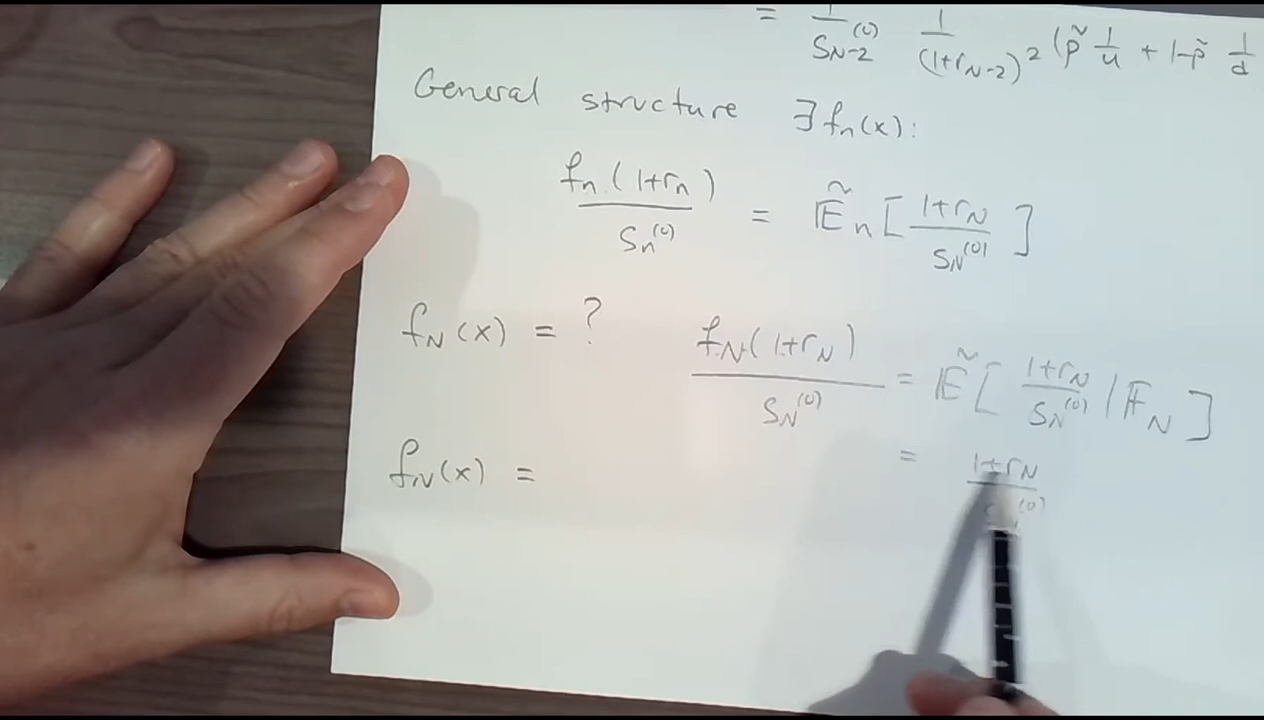 = 1/S_{N-2}^{(0)} 1/(1+r_{N-2})^2 (p̃ 1/u + 1-p̃ 1/d
General structure ∃ f_n(x):
f_n(1+r_n)/S_n^{(0)} = Ẽ_n[(1+r_N)/S_N^{(0)}]
f_N(x) = ? f_N(1+r_N)/S_N^{(0)} = Ẽ[(1+r_N)/S_N^{(0)} | F_N]
f_N(x) = = (1+r_N)/S_N^{(0)}